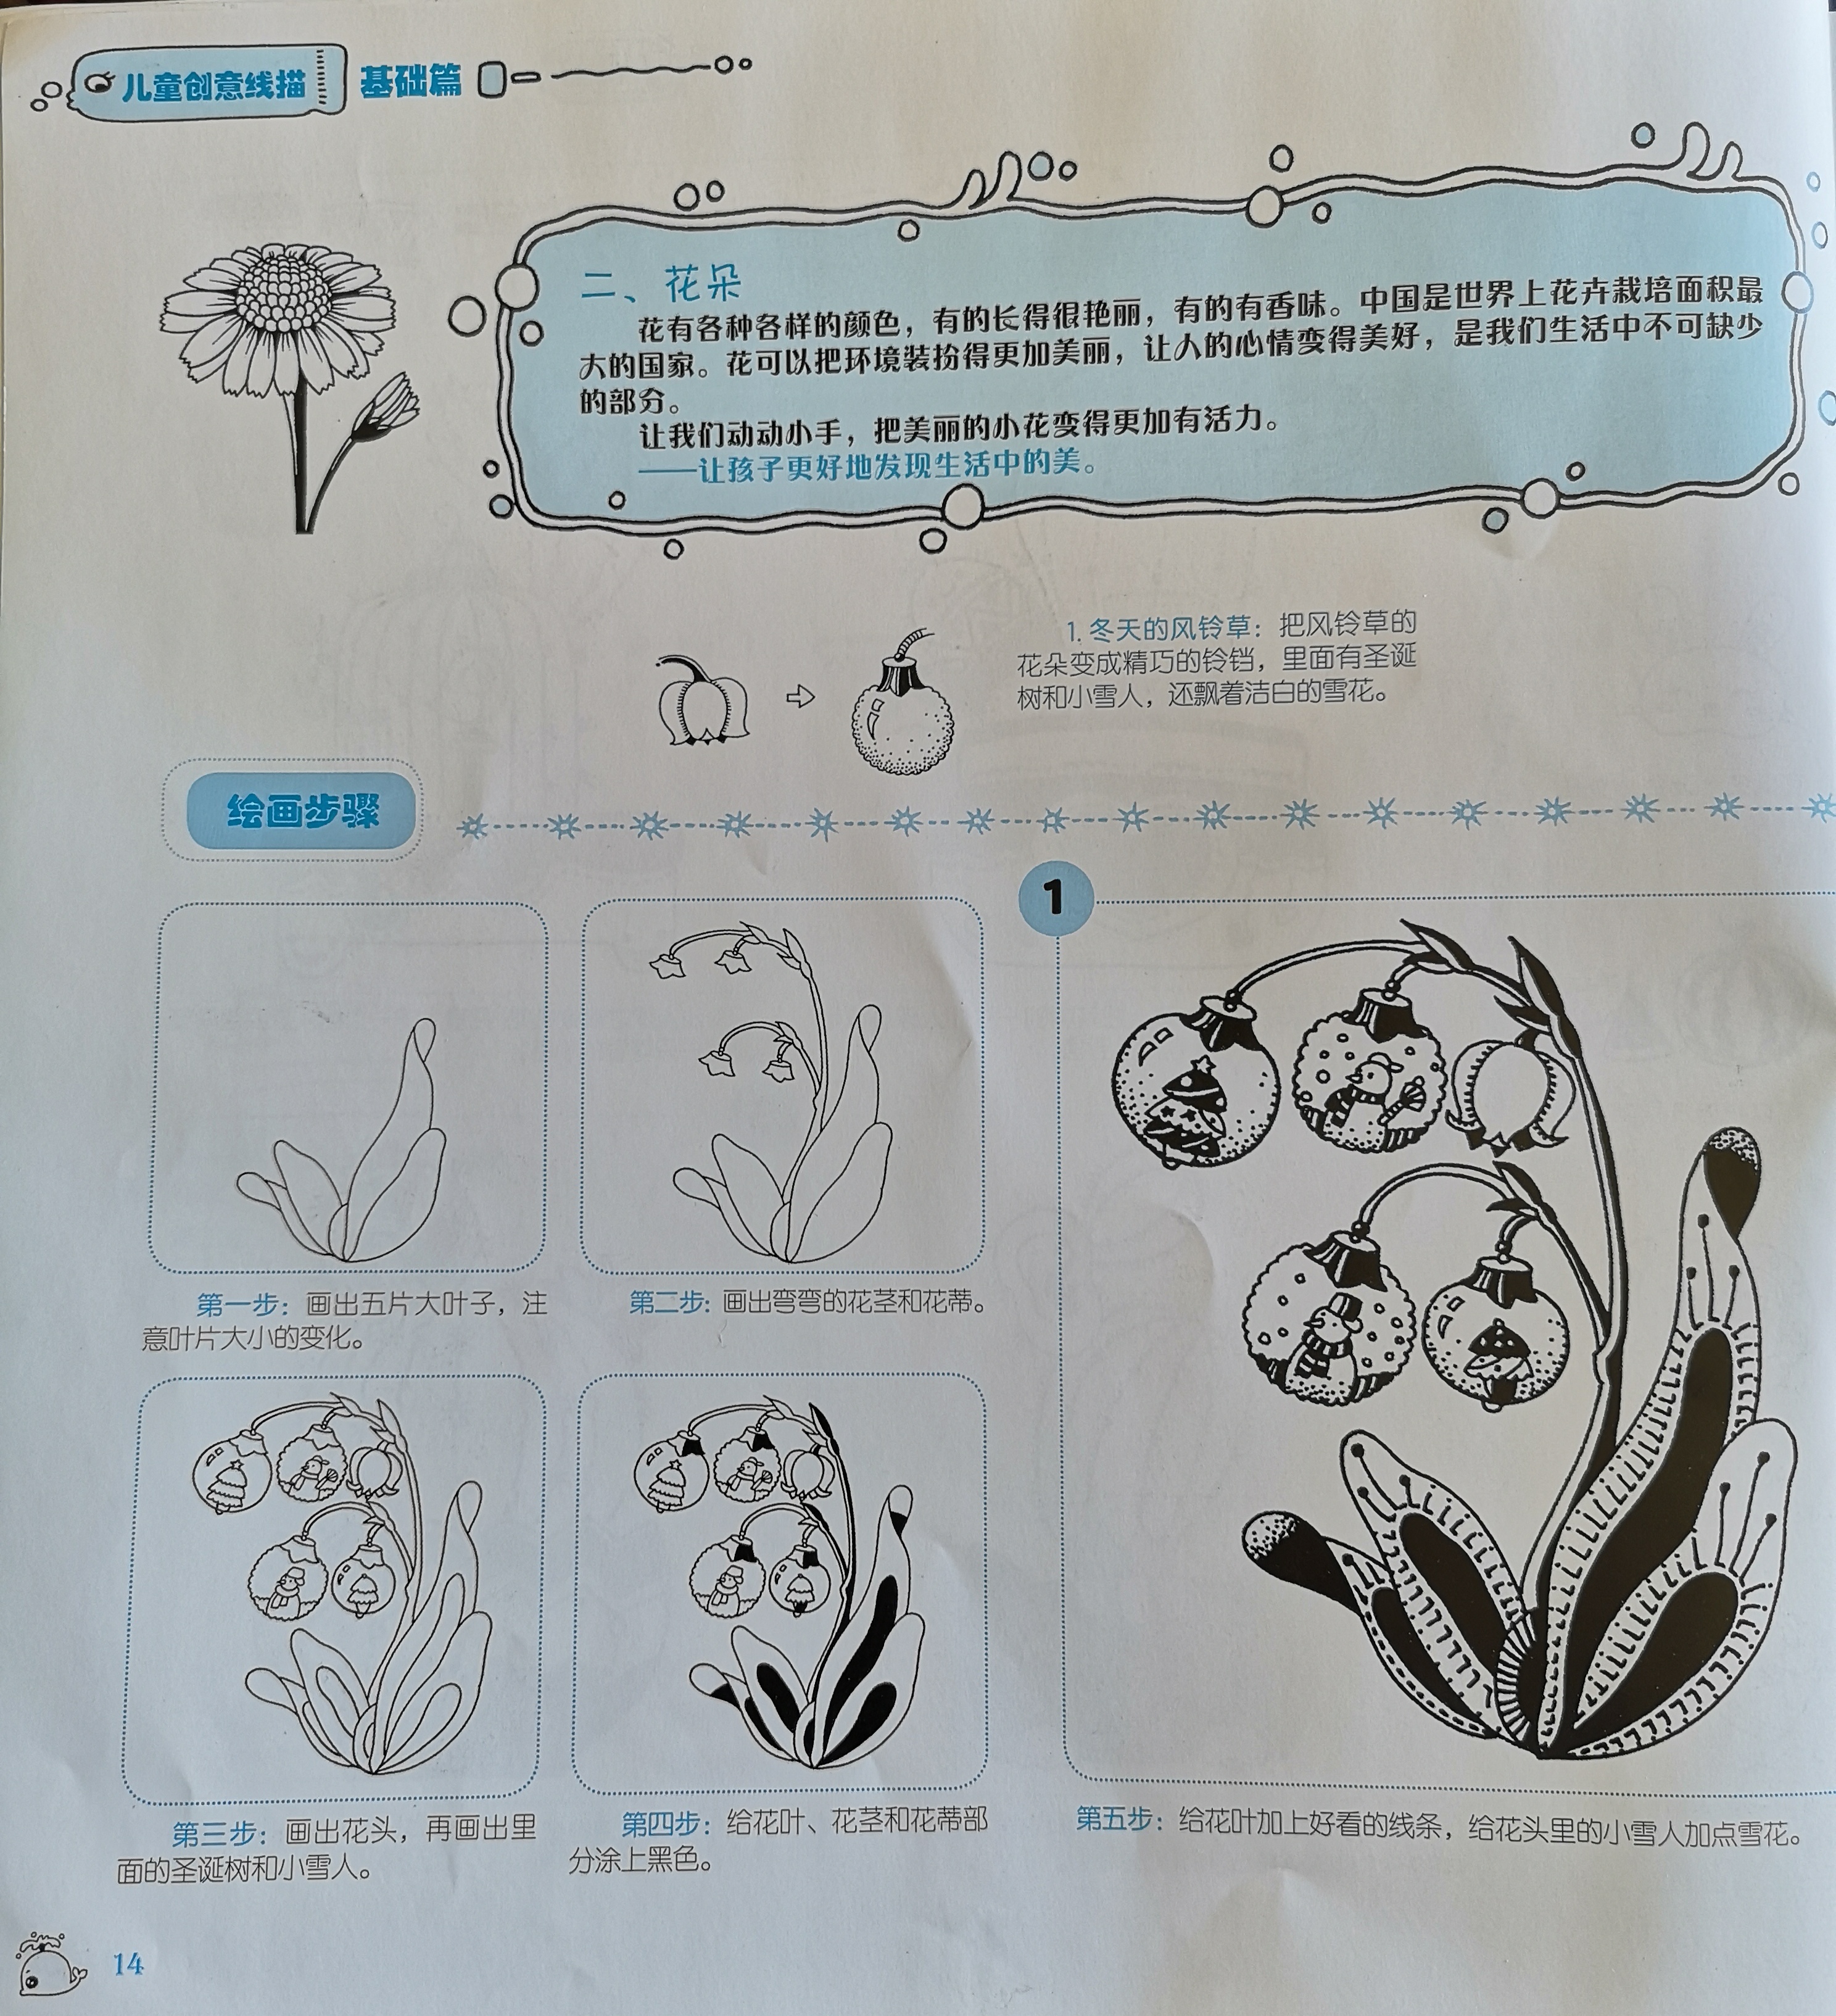 儿童创意线描 基础篇
二、花朵
花有各种各样的颜色，有的长得很艳丽，有的有香味。中国是世界上花卉栽培面积最
大的国家。花可以把环境装扮得更加美丽，让人的心情变得美好，是我们生活中不可缺少
的部分。
让我们动动小手，把美丽的小花变得更加有活力。
——让孩子更好地发现生活中的美。
1. 冬天的风铃草：把风铃草的
花朵变成精巧的铃铛，里面有圣诞
树和小雪人，还飘着洁白的雪花。
绘画步骤
1
第一步：画出五片大叶子，注
意叶片大小的变化。
第二步：画出弯弯的花茎和花蒂。
第三步：画出花头，再画出里
面的圣诞树和小雪人。
第四步：给花叶、花茎和花蒂部
分涂上黑色。
第五步：给花叶加上好看的线条，给花头里的小雪人加点雪花。
14